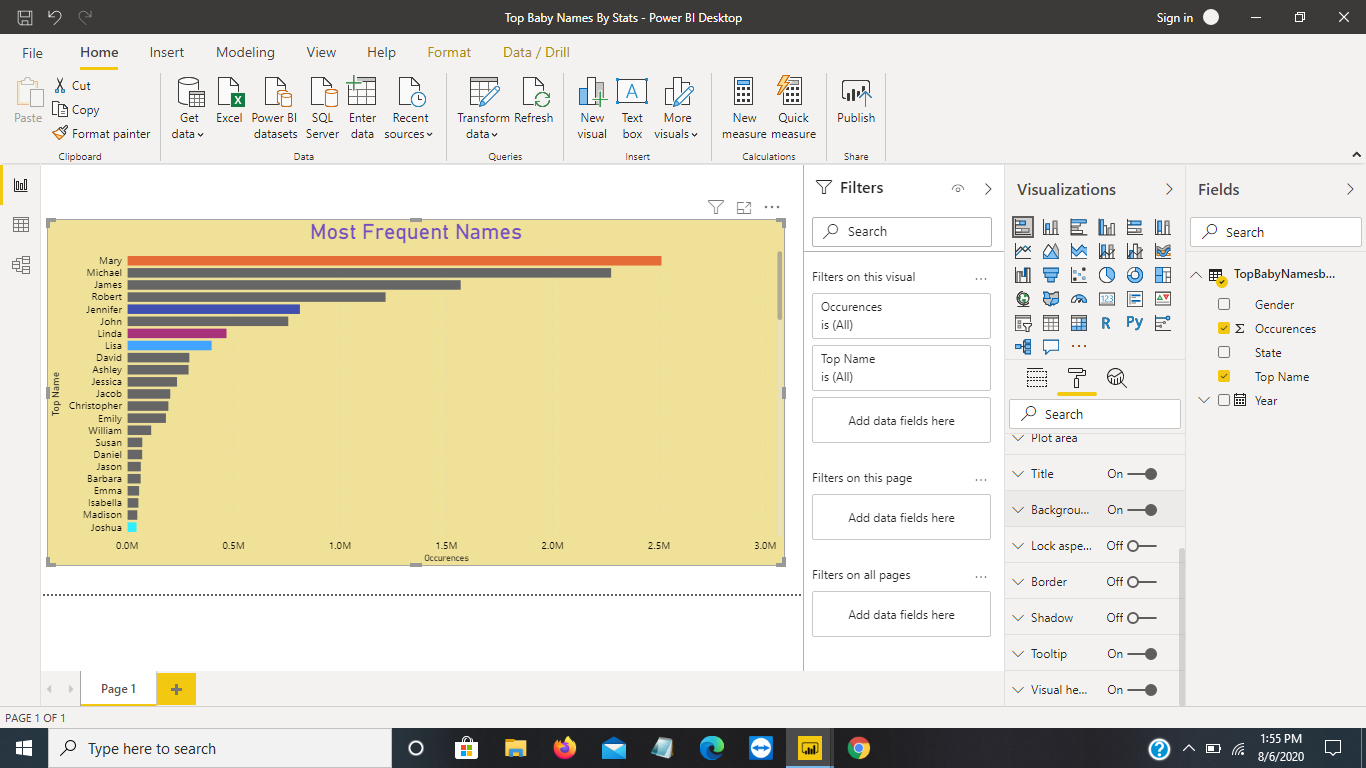 Top Baby Names By Stats - Power BI Desktop
Sign in
File Home Insert Modeling View Help Format Data / Drill
Paste
Cut
Copy
Format painter
Clipboard
Get data
Excel
Power BI datasets
SQL Server
Enter data
Recent sources
Data
Transform data
Refresh
Queries
New visual
Text box
More visuals
Insert
New measure
Quick measure
Calculations
Publish
Share
Most Frequent Names
Top Name
Mary
Michael
James
Robert
Jennifer
John
Linda
Lisa
David
Ashley
Jessica
Jacob
Christopher
Emily
William
Susan
Daniel
Jason
Barbara
Emma
Isabella
Madison
Joshua
0.0M 0.5M 1.0M 1.5M 2.0M 2.5M 3.0M
Occurences
Filters
Search
Filters on this visual ...
Occurences
is (All)
Top Name
is (All)
Add data fields here
Filters on this page ...
Add data fields here
Filters on all pages ...
Add data fields here
Visualizations
123
R Py
...
Search
Plot area
Title On
Backgrou... On
Lock aspe... Off
Border Off
Shadow Off
Tooltip On
Visual he... On
Fields
Search
TopBabyNamesb...
Gender
Σ Occurences
State
Top Name
Year
Page 1 +
PAGE 1 OF 1
Type here to search
1:55 PM
8/6/2020